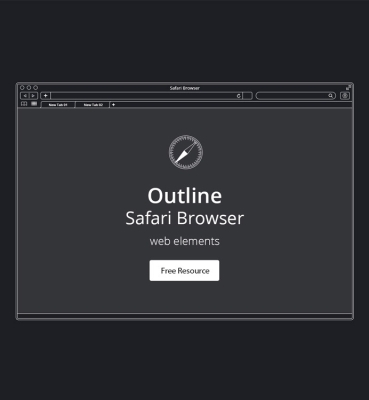 Safari Browser
New Tab 01 New Tab 02
Outline
Safari Browser
web elements
Free Resource